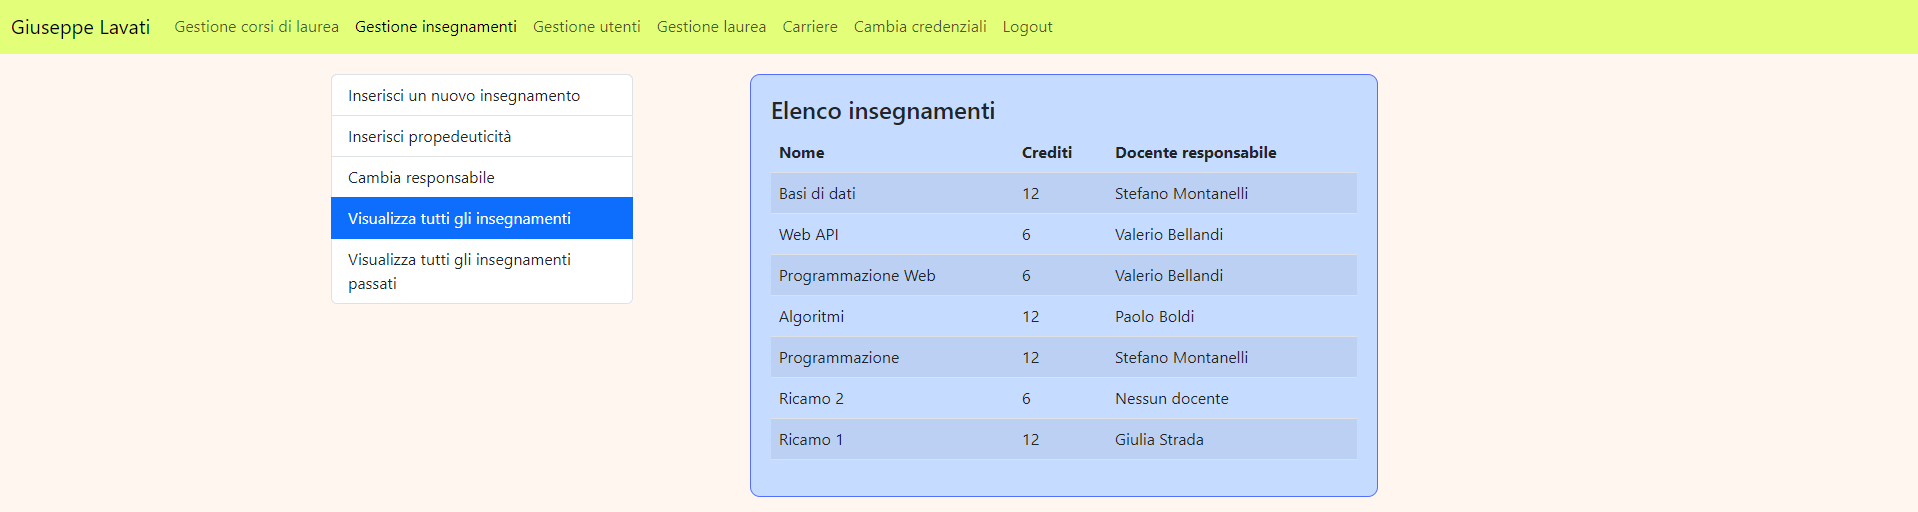 Giuseppe Lavati Gestione corsi di laurea Gestione insegnamenti Gestione utenti Gestione laurea Carriere Cambia credenziali Logout
Inserisci un nuovo insegnamento
Inserisci propedeuticità
Cambia responsabile
Visualizza tutti gli insegnamenti
Visualizza tutti gli insegnamenti
passati
Elenco insegnamenti
Nome Crediti Docente responsabile
Basi di dati 12 Stefano Montanelli
Web API 6 Valerio Bellandi
Programmazione Web 6 Valerio Bellandi
Algoritmi 12 Paolo Boldi
Programmazione 12 Stefano Montanelli
Ricamo 2 6 Nessun docente
Ricamo 1 12 Giulia Strada